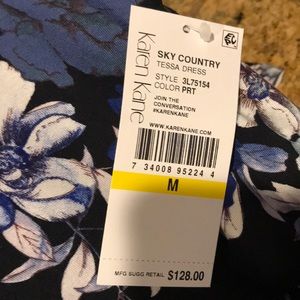 karen kane
SKY COUNTRY
TESSA DRESS
STYLE 3L75154
COLOR PRT
JOIN THE
CONVERSATION
#KARENKANE
WWW.KARENKANE.COM
7 34008 95224 4
M
MFG SUGG RETAIL: $128.00